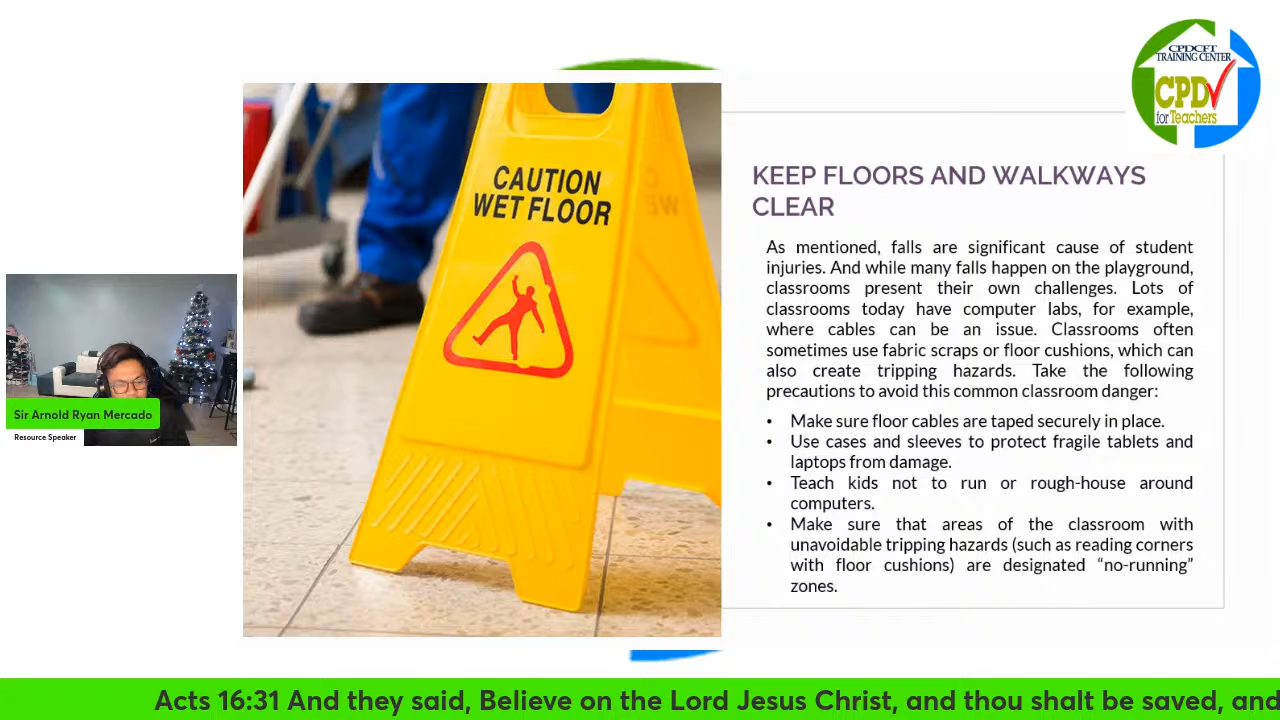 CPDCFT
TRAINING CENTER
CPD
for Teachers
CAUTION
WET FLOOR
KEEP FLOORS AND WALKWAYS
CLEAR
As mentioned, falls are significant cause of student
injuries. And while many falls happen on the playground,
classrooms present their own challenges. Lots of
classrooms today have computer labs, for example,
where cables can be an issue. Classrooms often
sometimes use fabric scraps or floor cushions, which can
also create tripping hazards. Take the following
precautions to avoid this common classroom danger:
• Make sure floor cables are taped securely in place.
• Use cases and sleeves to protect fragile tablets and
laptops from damage.
• Teach kids not to run or rough-house around
computers.
• Make sure that areas of the classroom with
unavoidable tripping hazards (such as reading corners
with floor cushions) are designated “no-running”
zones.
Sir Arnold Ryan Mercado
Resource Speaker
Acts 16:31 And they said, Believe on the Lord Jesus Christ, and thou shalt be saved, and